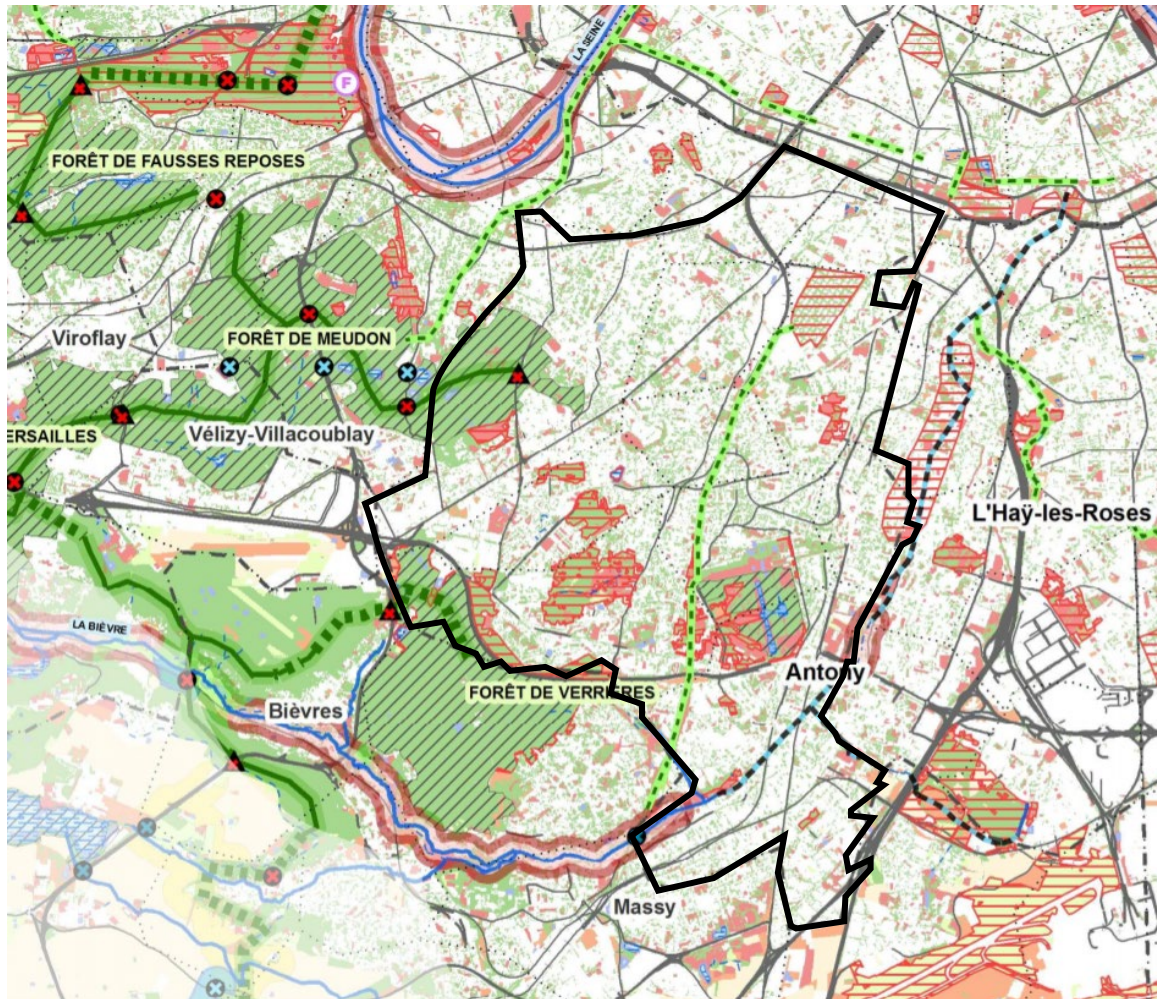 LA SEINE
F
FORÊT DE FAUSSES REPOSES
Viroflay
FORÊT DE MEUDON
Vélizy-Villacoublay
ERSAILLES
L'Haÿ-les-Roses
LA BIÈVRE
Antony
FORÊT DE VERRIÈRES
Bièvres
Massy